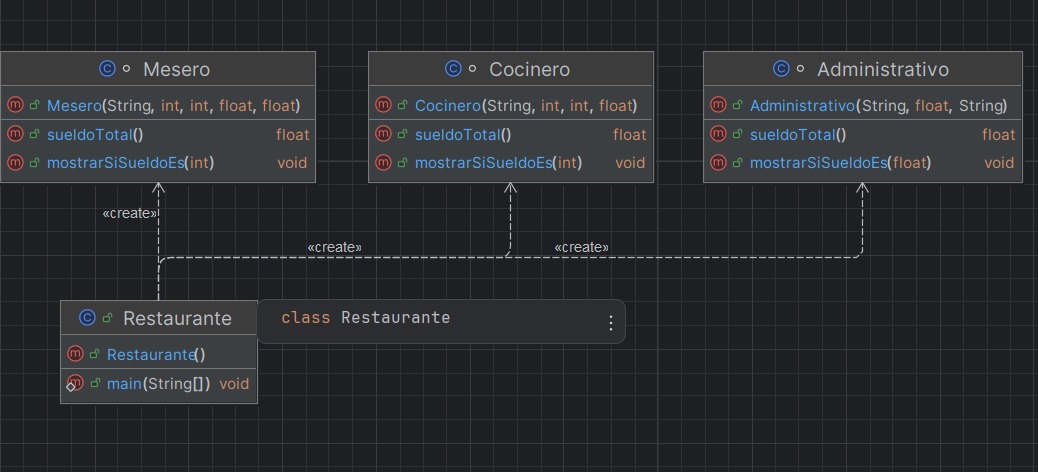 Mesero
Mesero(String, int, int, float, float)
sueldoTotal() float
mostrarSiSueldoEs(int) void
Cocinero
Cocinero(String, int, int, float)
sueldoTotal() float
mostrarSiSueldoEs(int) void
Administrativo
Administrativo(String, float, String)
sueldoTotal() float
mostrarSiSueldoEs(float) void
«create»
«create»
«create»
Restaurante
Restaurante()
main(String[]) void
class Restaurante